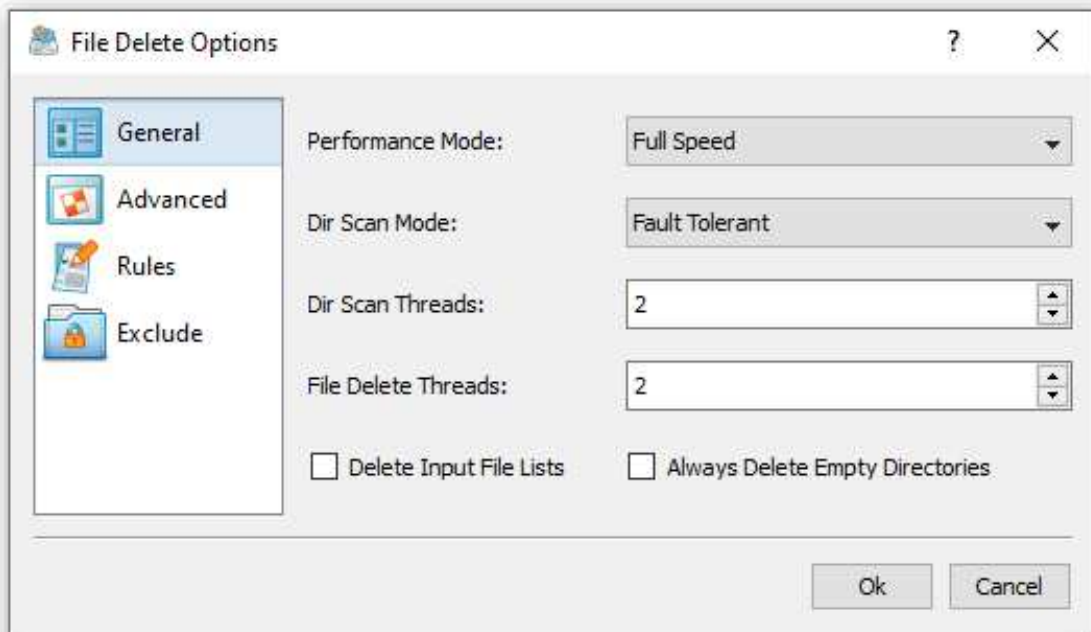 File Delete Options
?
General
Advanced
Rules
Exclude
Performance Mode: Full Speed
Dir Scan Mode: Fault Tolerant
Dir Scan Threads: 2
File Delete Threads: 2
Delete Input File Lists Always Delete Empty Directories
Ok Cancel